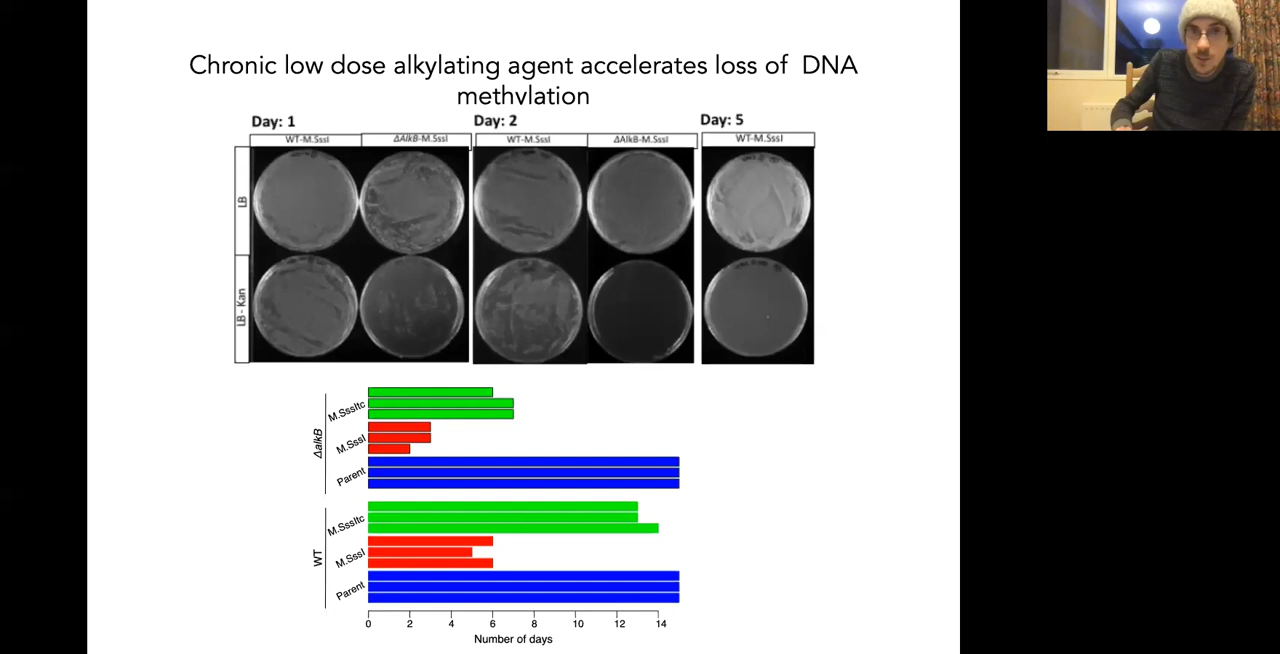 Chronic low dose alkylating agent accelerates loss of DNA
methylation
Day: 1
Day: 2
Day: 5
WT-M.SssI
ΔAlkB-M.SssI
WT-M.SssI
ΔAlkB-M.SssI
WT-M.SssI
LB
LB - Kan
ΔalkB
M.SssItc
M.SssI
Parent
WT
M.SssItc
M.SssI
Parent
0 2 4 6 8 10 12 14
Number of days